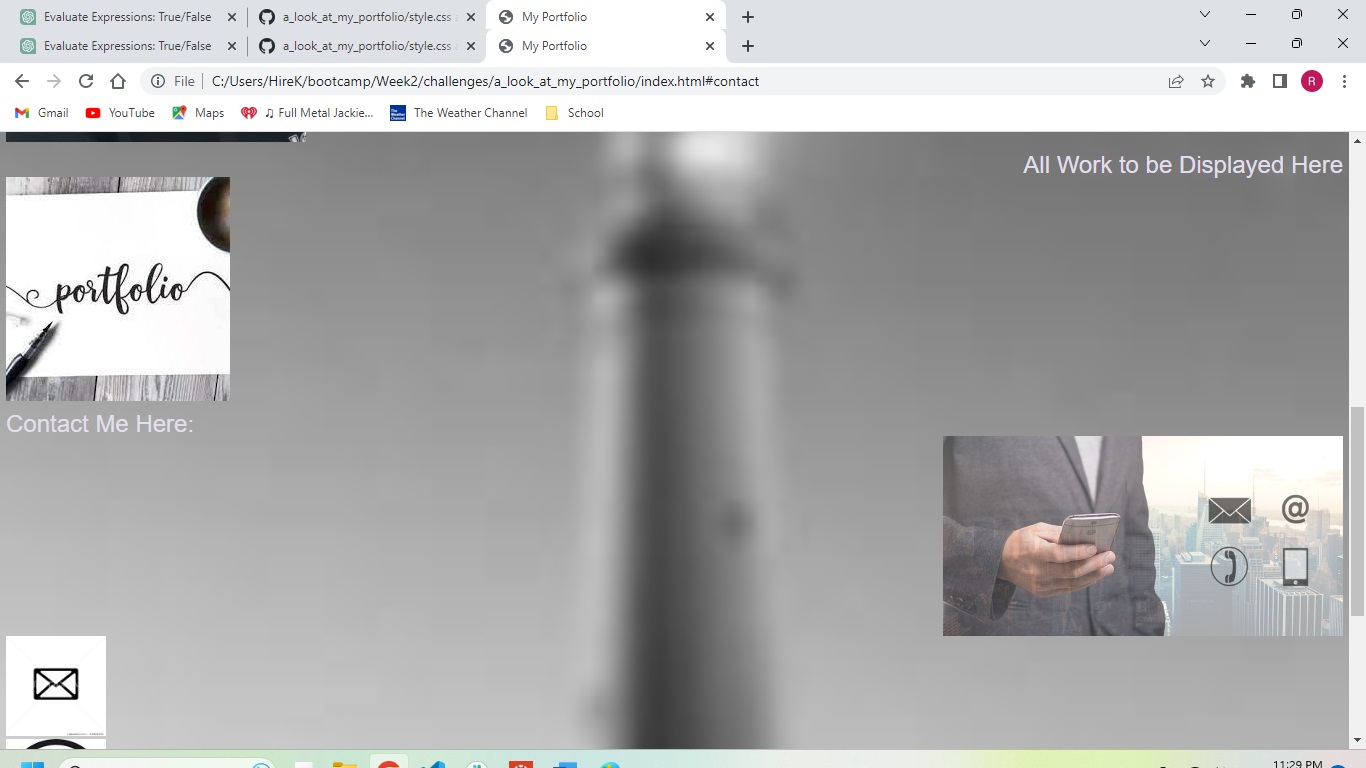 Evaluate Expressions: True/False
a_look_at_my_portfolio/style.css
My Portfolio
Evaluate Expressions: True/False
a_look_at_my_portfolio/style.css
My Portfolio
File
C:/Users/HireK/bootcamp/Week2/challenges/a_look_at_my_portfolio/index.html#contact
R
Gmail
YouTube
Maps
♫ Full Metal Jackie...
The Weather Channel
School
All Work to be Displayed Here
portfolio
Contact Me Here:
@
11:29 PM